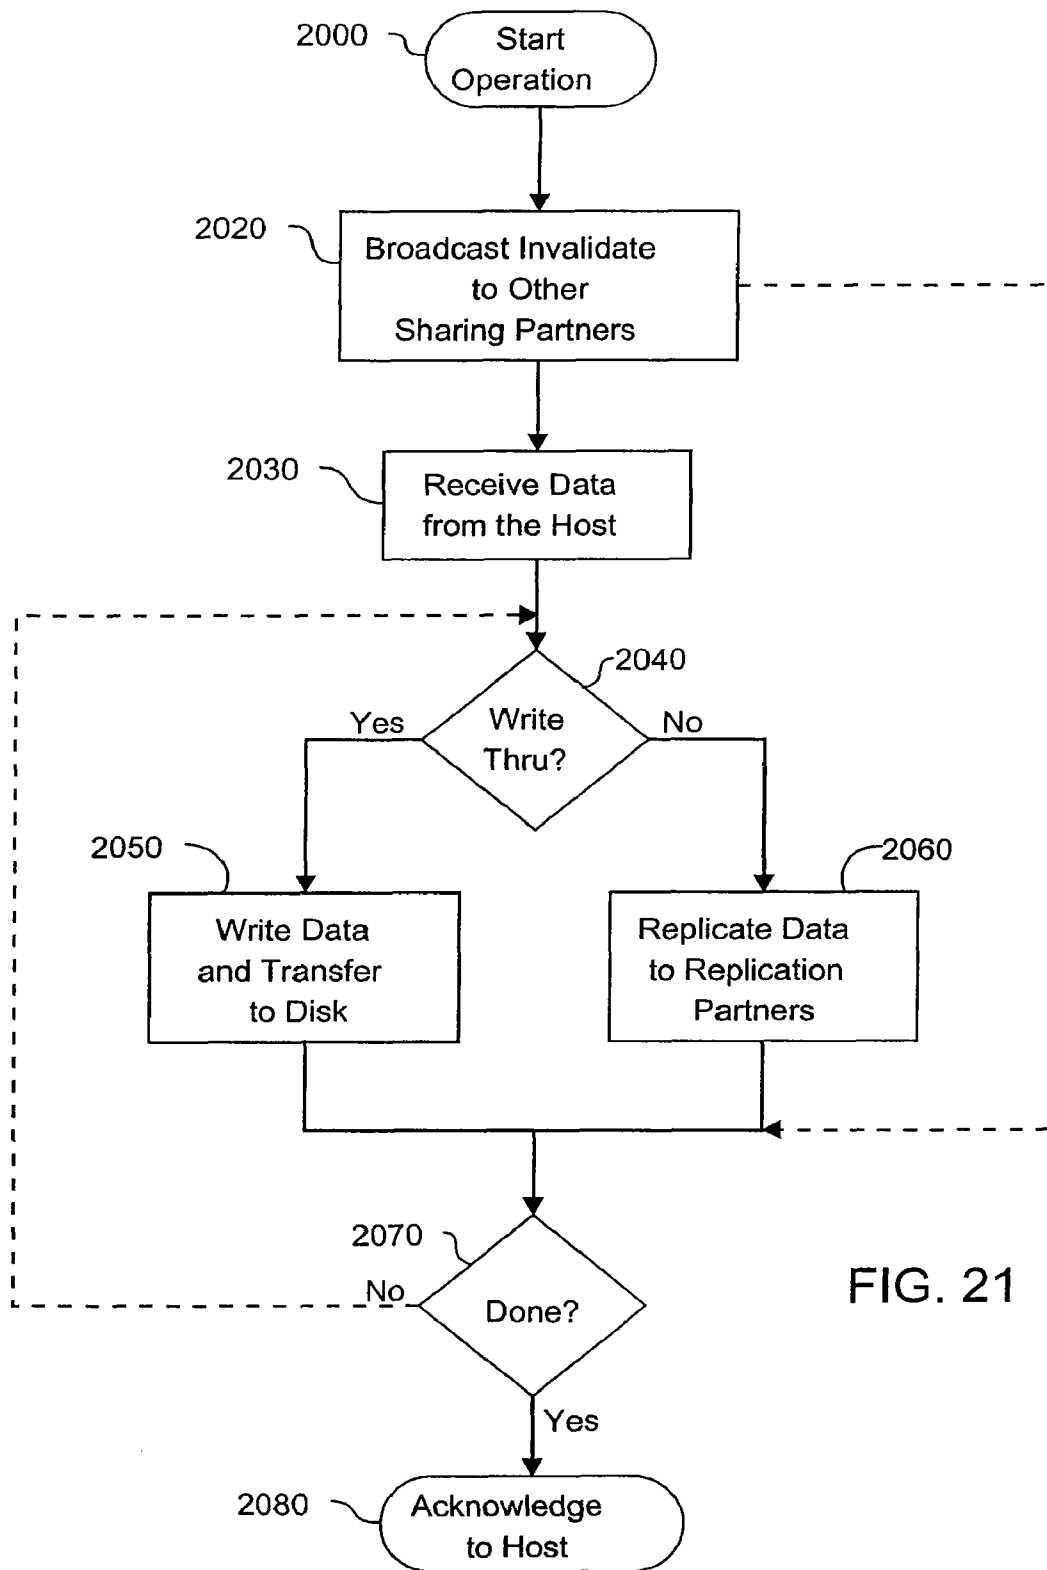 2000
Start
Operation
2020
Broadcast Invalidate
to Other
Sharing Partners
2030
Receive Data
from the Host
2040
Write
Thru?
Yes
No
2050
Write Data
and Transfer
to Disk
2060
Replicate Data
to Replication
Partners
2070
No
Done?
FIG. 21
Yes
2080
Acknowledge
to Host